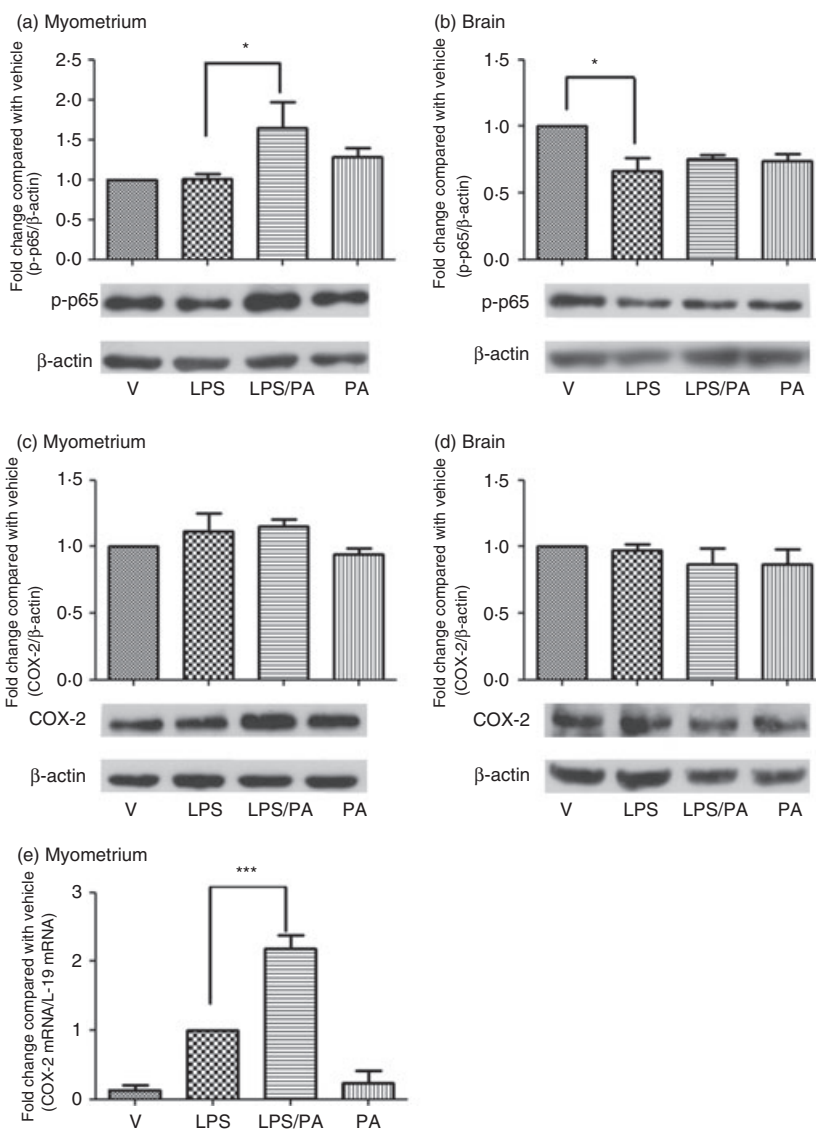 (a) Myometrium
Fold change compared with vehicle
(p-p65/β-actin)
2·5
2·0
1·5
1·0
0·5
0·0
*
p-p65
β-actin
V LPS LPS/PA PA
(b) Brain
Fold change compared with vehicle
(p-p65/β-actin)
1·5
1·0
0·5
0·0
*
p-p65
β-actin
V LPS LPS/PA PA
(c) Myometrium
Fold change compared with vehicle
(COX-2/β-actin)
1·5
1·0
0·5
0·0
COX-2
β-actin
V LPS LPS/PA PA
(d) Brain
Fold change compared with vehicle
(COX-2/β-actin)
1·5
1·0
0·5
0·0
COX-2
β-actin
V LPS LPS/PA PA
(e) Myometrium
Fold change compared with vehicle
(COX-2 mRNA/L-19 mRNA)
3
2
1
0
***
V LPS LPS/PA PA